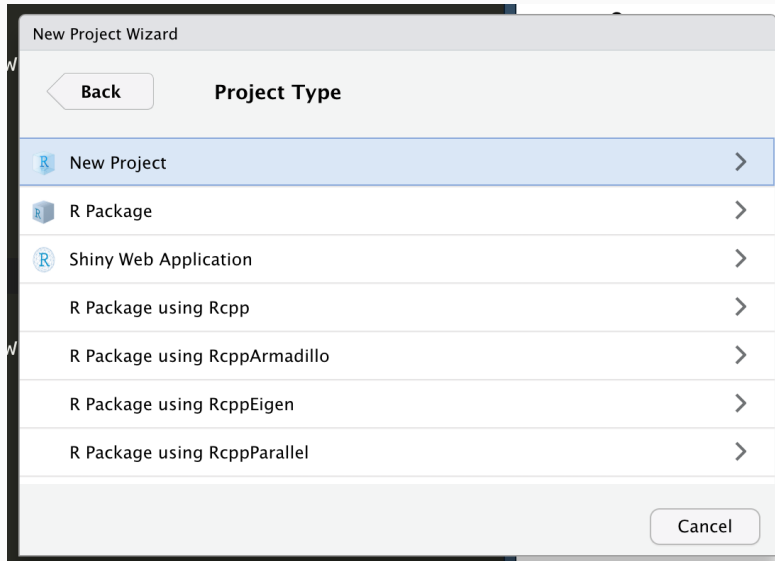 New Project Wizard
Back
Project Type
R New Project
R R Package
R Shiny Web Application
R Package using Rcpp
R Package using RcppArmadillo
R Package using RcppEigen
R Package using RcppParallel
Cancel